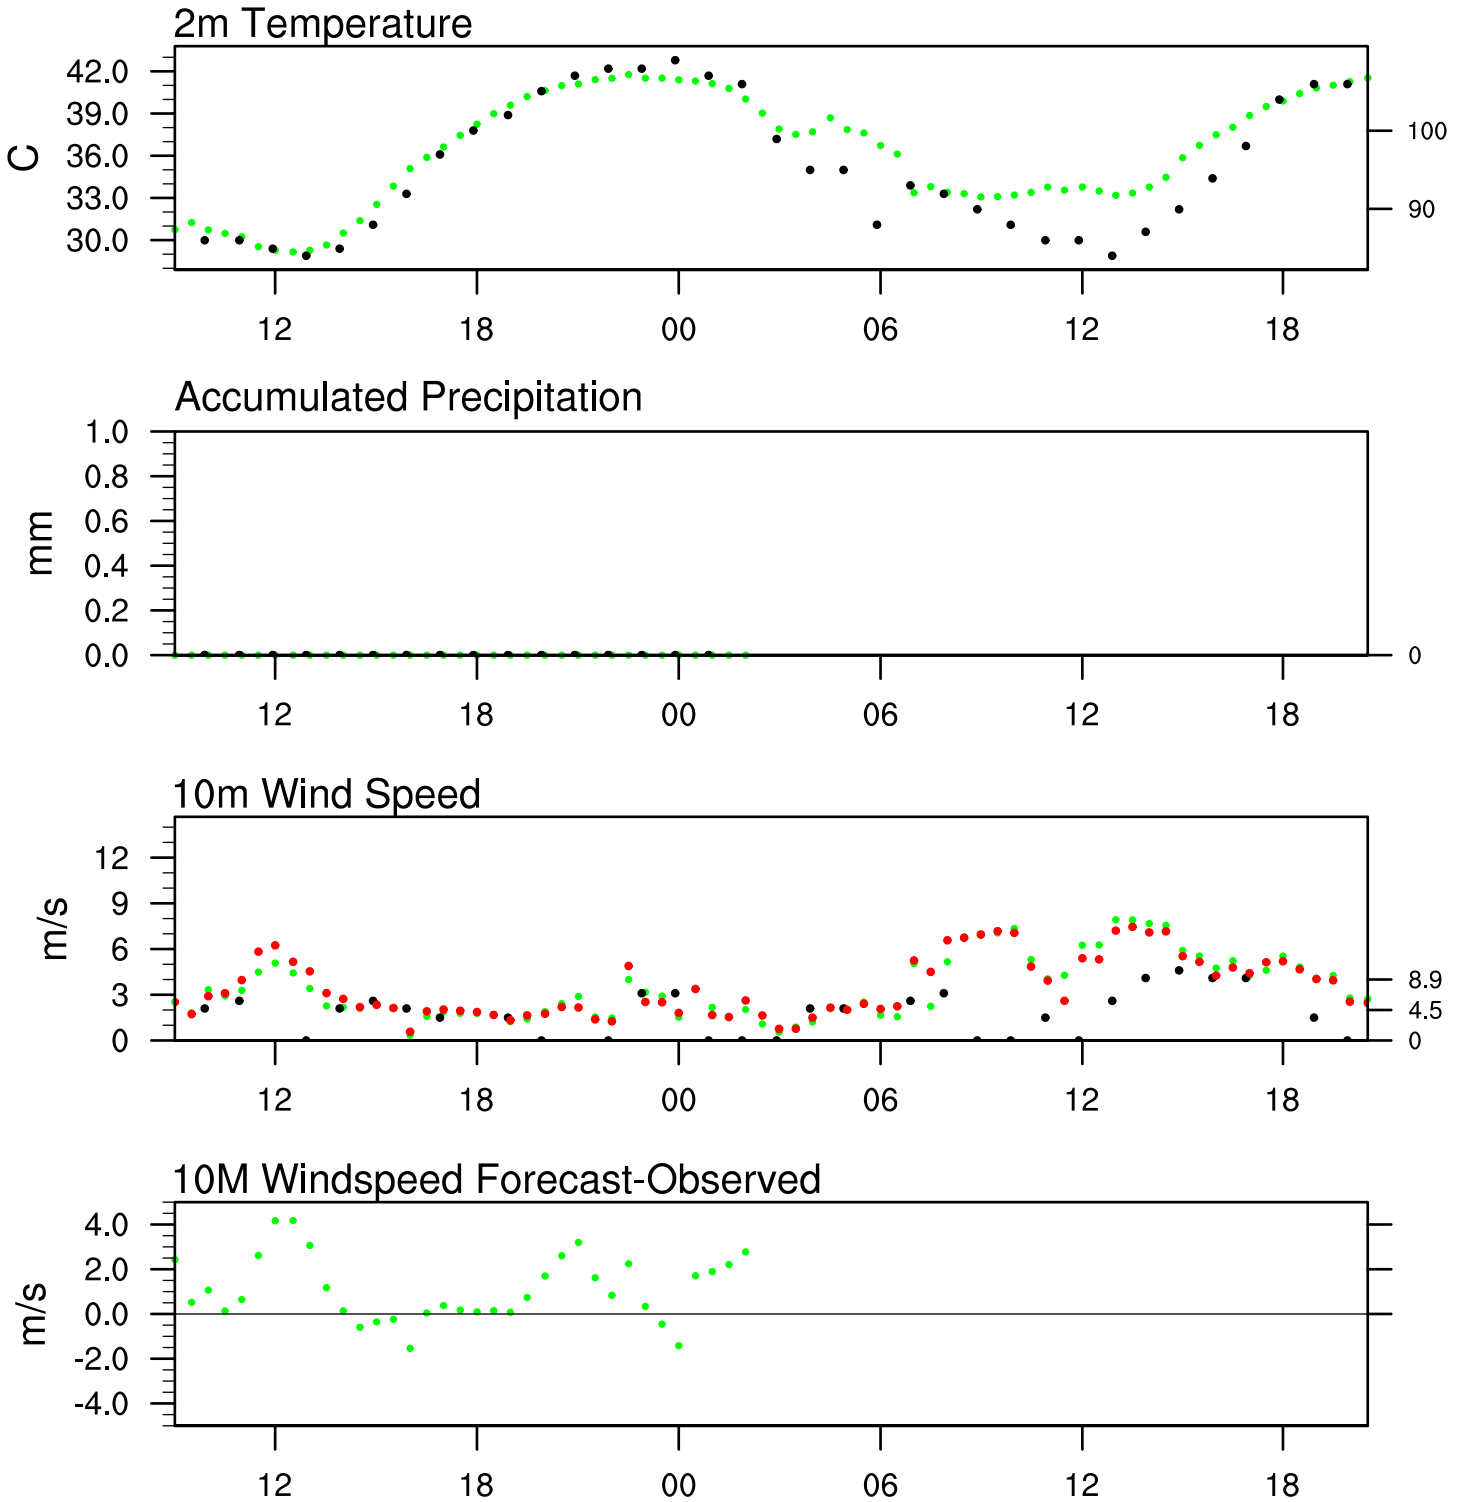 2m Temperature
42.0
39.0
36.0
33.0
30.0
C
100
90
12 18 00 06 12 18
Accumulated Precipitation
1.0
0.8
0.6
0.4
0.2
0.0
mm
0
12 18 00 06 12 18
10m Wind Speed
12
9
6
3
0
m/s
8.9
4.5
0
12 18 00 06 12 18
10M Windspeed Forecast-Observed
4.0
2.0
0.0
-2.0
-4.0
m/s
12 18 00 06 12 18